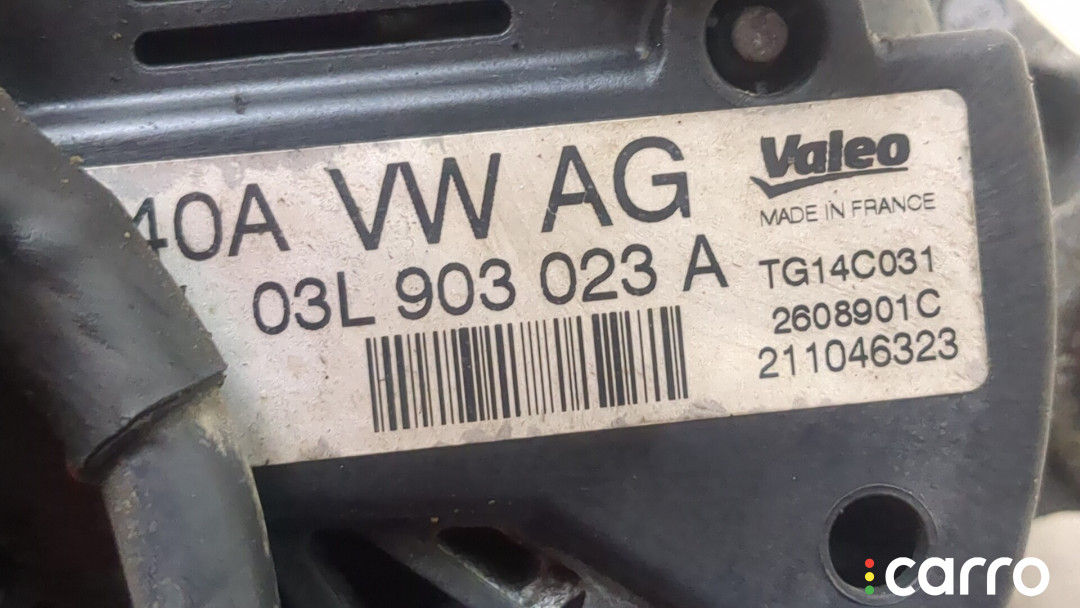 40A VW AG
03L 903 023 A
Valeo
MADE IN FRANCE
TG14C031
2608901C
211046323
carro